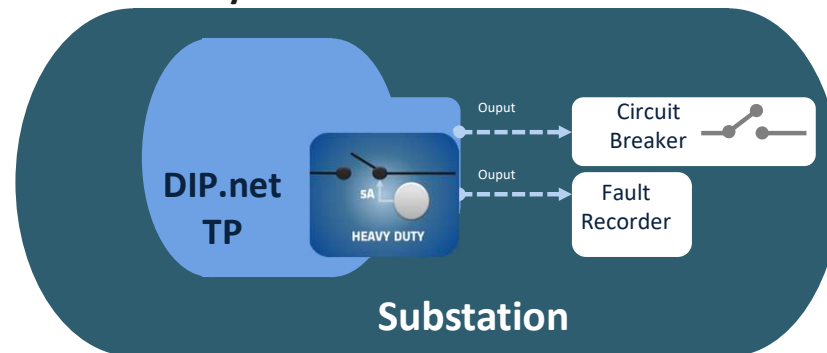 DIP.net
TP
5A
HEAVY DUTY
Ouput
Circuit
Breaker
Ouput
Fault
Recorder
Substation